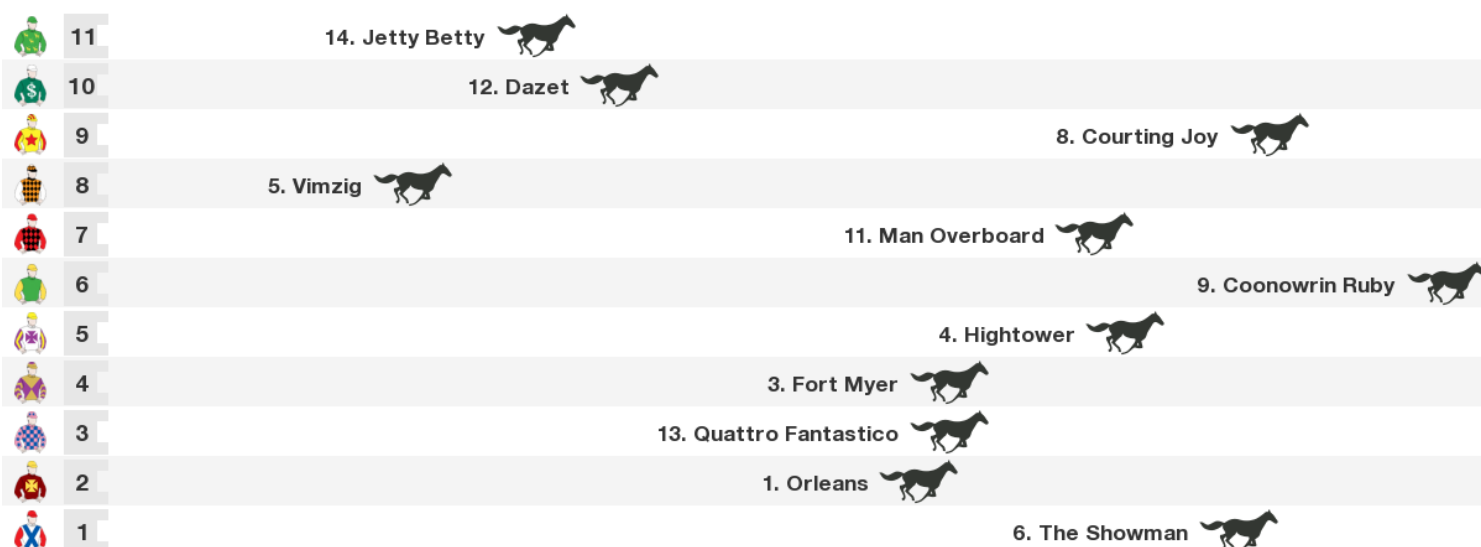 11 14. Jetty Betty
$ 10 12. Dazet
9 8. Courting Joy
8 5. Vimzig
7 11. Man Overboard
6 9. Coonowrin Ruby
5 4. Hightower
4 3. Fort Myer
3 13. Quattro Fantastico
2 1. Orleans
1 6. The Showman